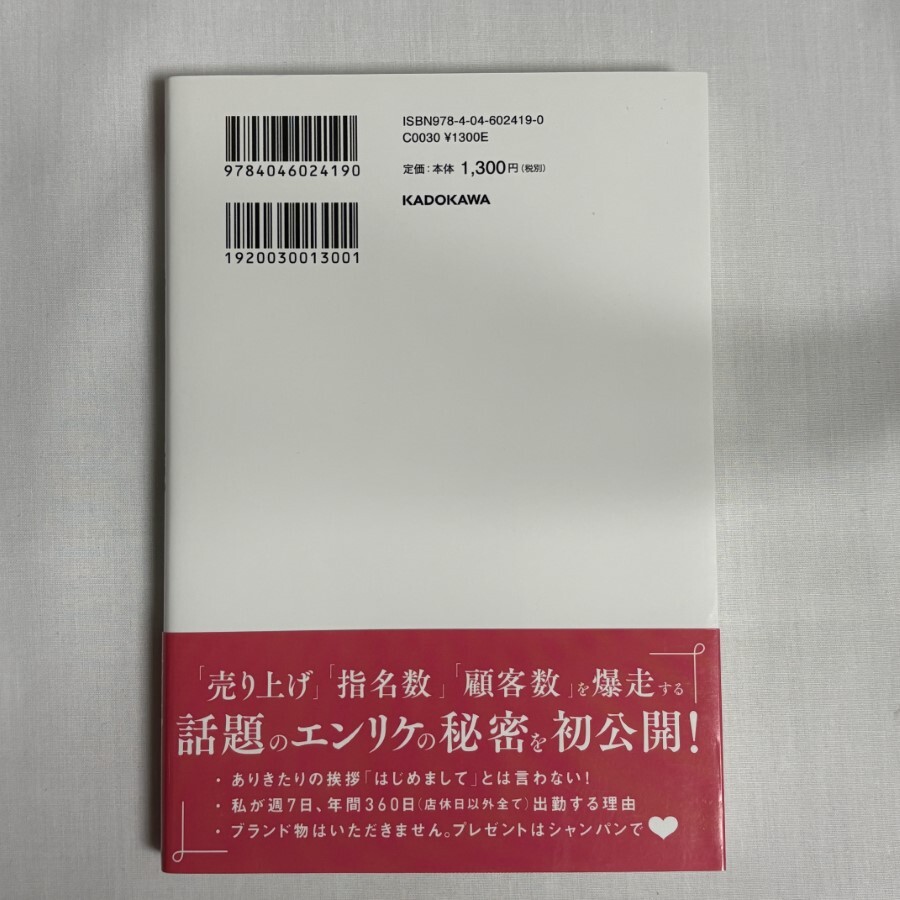 9784046024190
1920030013001
ISBN978-4-04-602419-0
C0030 ¥1300E
定価：本体 1,300円（税別）
KADOKAWA
「売り上げ」「指名数」「顧客数」を爆走する
話題のエンリケの秘密を初公開！
・ありきたりの挨拶「はじめまして」とは言わない！
・私が週7日、年間360日（店休日以外全て）出勤する理由
・ブランド物はいただきません。プレゼントはシャンパンで♥